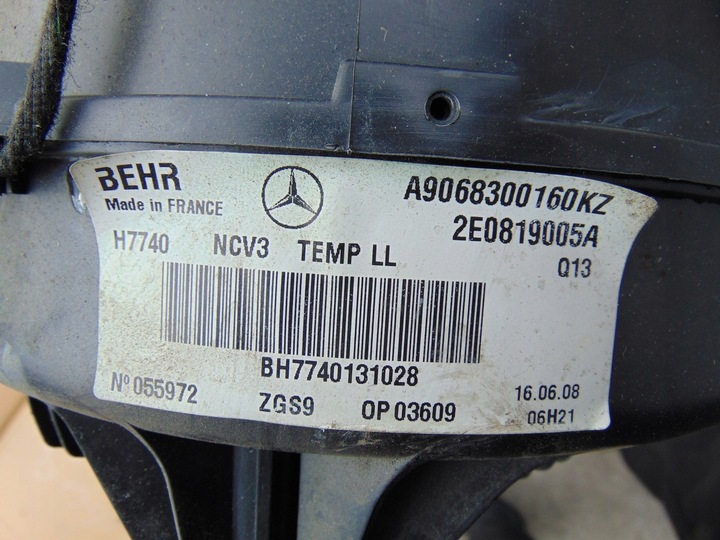 BEHR
Made in FRANCE
A9068300160KZ
2E0819005A
H7740 NCV3 TEMP LL
Q13
BH7740131028
Nº 055972 ZGS9 OP 03609
16.06.08
06H21